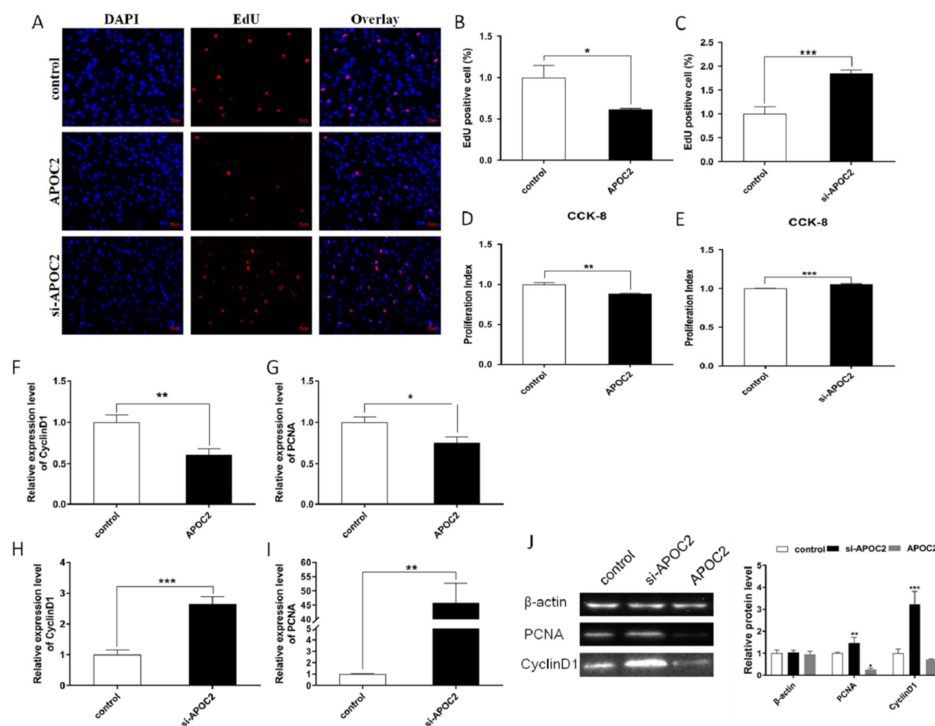 A
DAPI
EdU
Overlay
control
APOC2
si-APOC2
B
EdU positive cell (%)
1.5
1.0
0.5
0.0
*
control
APOC2
C
EdU positive cell (%)
2.5
2.0
1.5
1.0
0.5
0.0
***
control
si-APOC2
D
CCK-8
Proliferation Index
1.5
1.0
0.5
0.0
**
control
APOC2
E
CCK-8
Proliferation Index
1.5
1.0
0.5
0.0
***
control
si-APOC2
F
Relative expression level
of CyclinD1
1.5
1.0
0.5
0.0
**
control
APOC2
G
Relative expression level
of PCNA
1.5
1.0
0.5
0.0
*
control
APOC2
H
Relative expression level
of CyclinD1
4
3
2
1
0
***
control
si-APOC2
I
Relative expression level
of PCNA
60
55
50
45
40
5
4
3
2
1
0
**
control
si-APOC2
J
control
si-APOC2
APOC2
β-actin
PCNA
CyclinD1
control
si-APOC2
APOC2
Relative protein level
5
4
3
2
1
0
**
*
***
β-actin
PCNA
CyclinD1